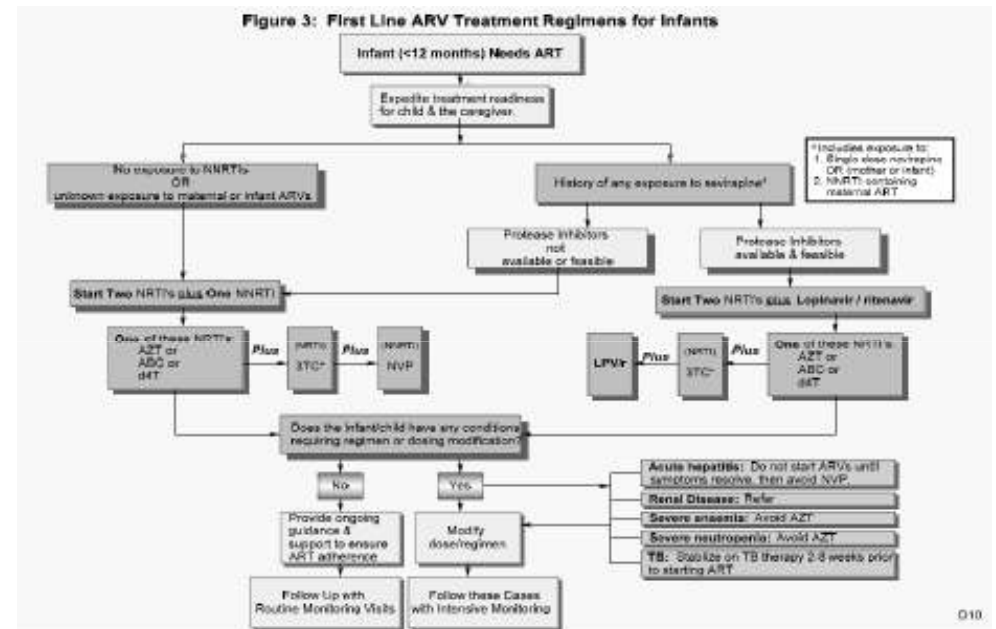 Figure 3: First Line ARV Treatment Regimens for Infants
Infant (<12 months) Needs ART
Expedite treatment readiness
for child & the caregiver.
No exposure to NNRTIs
OR
unknown exposure to maternal or infant ARVs
History of any exposure to nevirapine*
*Includes exposure to:
1. Single dose nevirapine
OR (mother or infant)
2. NNRTI containing
maternal ART
Protease Inhibitors
not
available or feasible
Protease Inhibitors
available & feasible
Start Two NRTI's plus One NNRTI
Start Two NRTI's plus Lopinavir / ritonavir
One of these NRTI's:
AZT or
ABC or
d4T
Plus
(NRTI)
3TC*
Plus
(NNRTI)
NVP
LPV/r
Plus
(NRTI)
3TC*
Plus
One of these NRTI's
AZT or
ABC or
d4T
Does the infant/child have any conditions
requiring regimen or dosing modification?
No
Yes
Acute hepatitis: Do not start ARVs until
symptoms resolve, then avoid NVP.
Renal Disease: Refer
Severe anaemia: Avoid AZT
Severe neutropenia: Avoid AZT
TB: Stabilize on TB therapy 2-8 weeks prior
to starting ART
Provide ongoing
guidance &
support to ensure
ART adherence
Modify
dose/regimen
Follow Up with
Routine Monitoring Visits
Follow these Cases
with Intensive Monitoring
D10